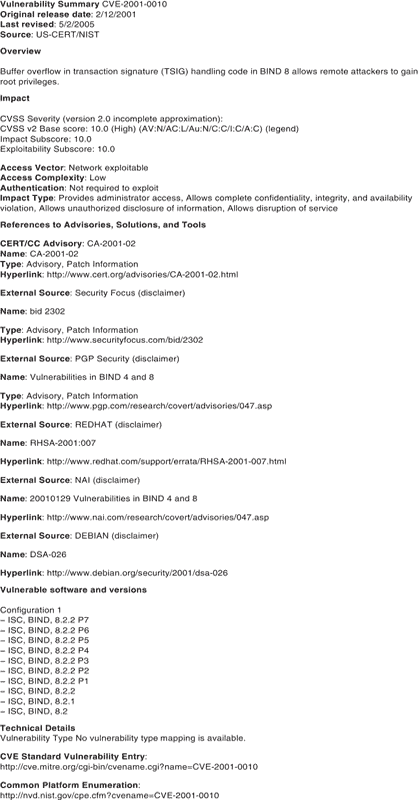 Vulnerability Summary CVE-2001-0010
Original release date: 2/12/2001
Last revised: 5/2/2005
Source: US-CERT/NIST
Overview
Buffer overflow in transaction signature (TSIG) handling code in BIND 8 allows remote attackers to gain
root privileges.
Impact
CVSS Severity (version 2.0 incomplete approximation):
CVSS v2 Base score: 10.0 (High) (AV:N/AC:L/Au:N/C:C/I:C/A:C) (legend)
Impact Subscore: 10.0
Exploitability Subscore: 10.0
Access Vector: Network exploitable
Access Complexity: Low
Authentication: Not required to exploit
Impact Type: Provides administrator access, Allows complete confidentiality, integrity, and availability
violation, Allows unauthorized disclosure of information, Allows disruption of service
References to Advisories, Solutions, and Tools
CERT/CC Advisory: CA-2001-02
Name: CA-2001-02
Type: Advisory, Patch Information
Hyperlink: http://www.cert.org/advisories/CA-2001-02.html
External Source: Security Focus (disclaimer)
Name: bid 2302
Type: Advisory, Patch Information
Hyperlink: http://www.securityfocus.com/bid/2302
External Source: PGP Security (disclaimer)
Name: Vulnerabilities in BIND 4 and 8
Type: Advisory, Patch Information
Hyperlink: http://www.pgp.com/research/covert/advisories/047.asp
External Source: REDHAT (disclaimer)
Name: RHSA-2001:007
Hyperlink: http://www.redhat.com/support/errata/RHSA-2001-007.html
External Source: NAI (disclaimer)
Name: 20010129 Vulnerabilities in BIND 4 and 8
Hyperlink: http://www.nai.com/research/covert/advisories/047.asp
External Source: DEBIAN (disclaimer)
Name: DSA-026
Hyperlink: http://www.debian.org/security/2001/dsa-026
Vulnerable software and versions
Configuration 1
– ISC, BIND, 8.2.2 P7
– ISC, BIND, 8.2.2 P6
– ISC, BIND, 8.2.2 P5
– ISC, BIND, 8.2.2 P4
– ISC, BIND, 8.2.2 P3
– ISC, BIND, 8.2.2 P2
– ISC, BIND, 8.2.2 P1
– ISC, BIND, 8.2.2
– ISC, BIND, 8.2.1
– ISC, BIND, 8.2
Technical Details
Vulnerability Type No vulnerability type mapping is available.
CVE Standard Vulnerability Entry:
http://cve.mitre.org/cgi-bin/cvename.cgi?name=CVE-2001-0010
Common Platform Enumeration:
http://nvd.nist.gov/cpe.cfm?cvename=CVE-2001-0010